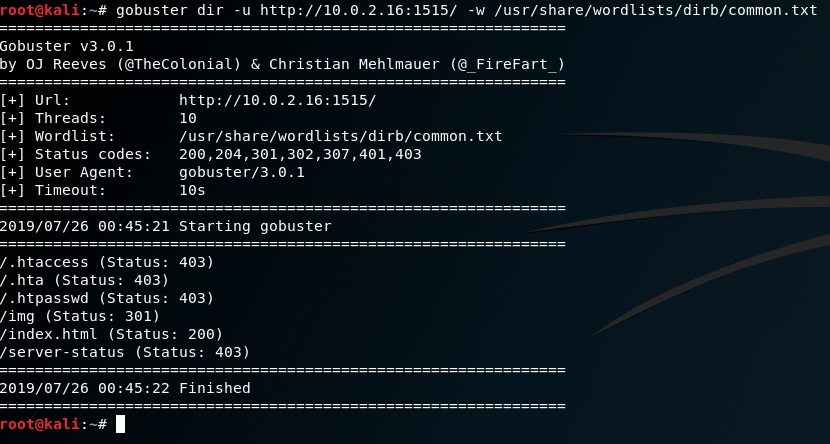 root@kali:~# gobuster dir -u http://10.0.2.16:1515/ -w /usr/share/wordlists/dirb/common.txt
===============================================================
Gobuster v3.0.1
by OJ Reeves (@TheColonial) & Christian Mehlmauer (@_FireFart_)
===============================================================
[+] Url:            http://10.0.2.16:1515/
[+] Threads:        10
[+] Wordlist:       /usr/share/wordlists/dirb/common.txt
[+] Status codes:   200,204,301,302,307,401,403
[+] User Agent:     gobuster/3.0.1
[+] Timeout:        10s
===============================================================
2019/07/26 00:45:21 Starting gobuster
===============================================================
/.htaccess (Status: 403)
/.hta (Status: 403)
/.htpasswd (Status: 403)
/img (Status: 301)
/index.html (Status: 200)
/server-status (Status: 403)
===============================================================
2019/07/26 00:45:22 Finished
===============================================================
root@kali:~#